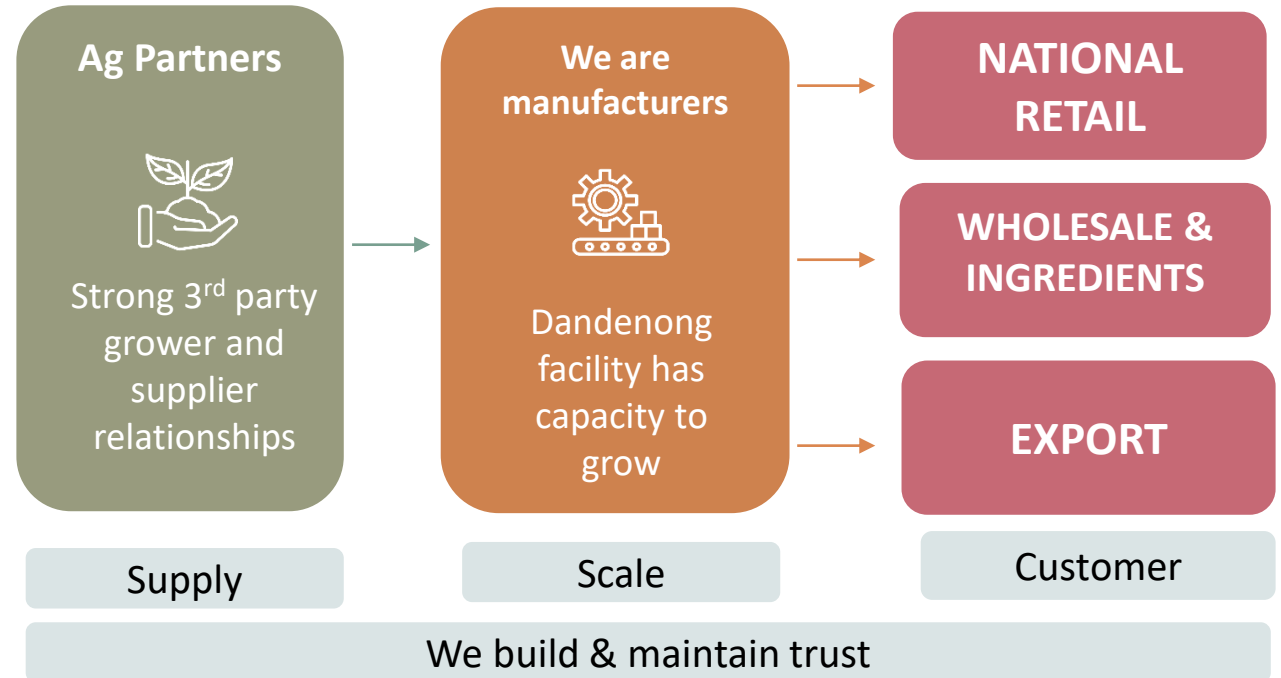 Ag Partners
Strong 3rd party
grower and
supplier
relationships
We are
manufacturers
Dandenong
facility has
capacity to
grow
NATIONAL
RETAIL
WHOLESALE &
INGREDIENTS
EXPORT
Supply
Scale
Customer
We build & maintain trust